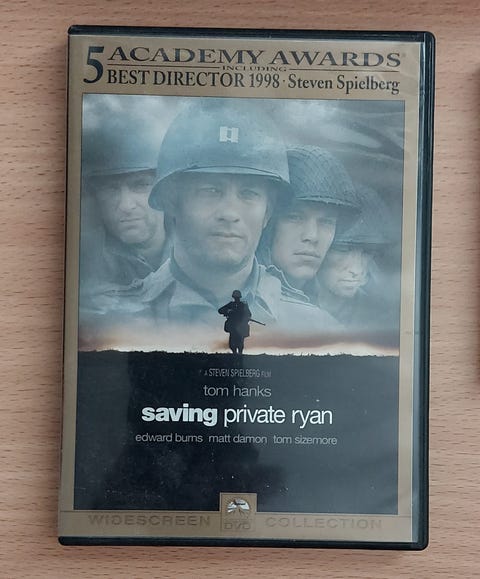 5 ACADEMY AWARDS®
INCLUDING
BEST DIRECTOR 1998 · Steven Spielberg
A STEVEN SPIELBERG FILM
tom hanks
saving private ryan
edward burns matt damon tom sizemore
WIDESCREEN DVD COLLECTION